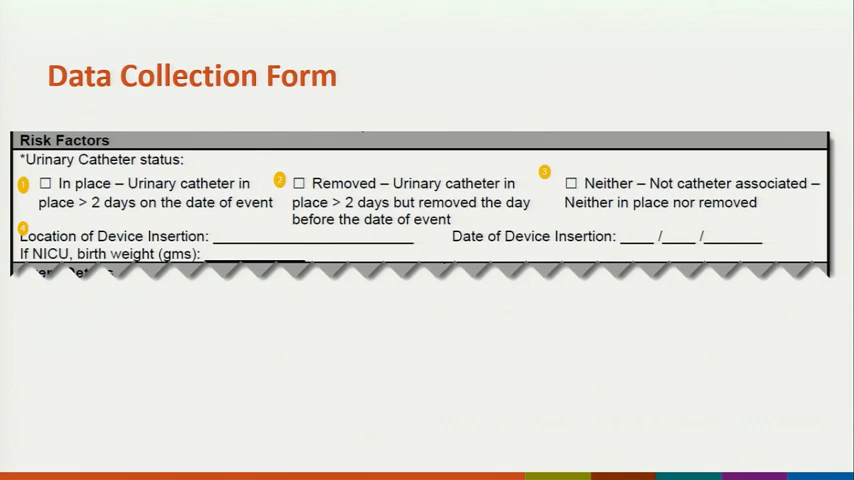 Data Collection Form
Risk Factors
*Urinary Catheter status:
1 ☐ In place – Urinary catheter in place > 2 days on the date of event
2 ☐ Removed – Urinary catheter in place > 2 days but removed the day before the date of event
3 ☐ Neither – Not catheter associated – Neither in place nor removed
4
Location of Device Insertion: ____________ Date of Device Insertion: ____ /____ /_______
If NICU, birth weight (gms): ____________